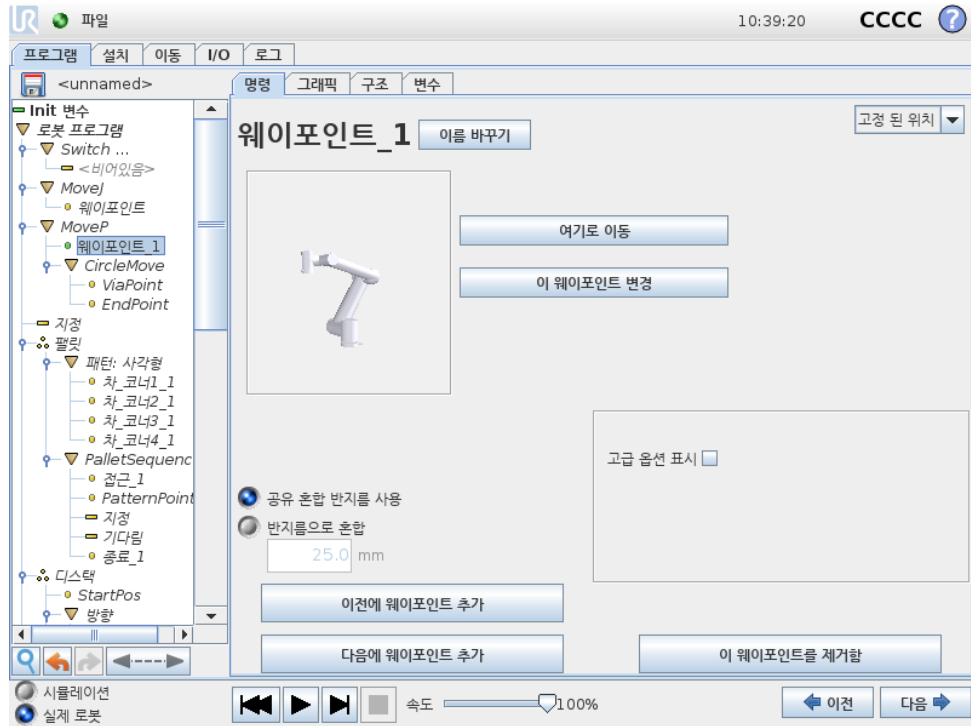 UR 파일 10:39:20 CCCC ?
프로그램 설치 이동 I/O 로그
<unnamed>
명령 그래픽 구조 변수
Init 변수
로봇 프로그램
Switch ...
<비어있음>
MoveJ
웨이포인트
MoveP
웨이포인트_1
CircleMove
ViaPoint
EndPoint
지정
팔릿
패턴: 사각형
차_코너1_1
차_코너2_1
차_코너3_1
차_코너4_1
PalletSequenc
접근_1
PatternPoint
지정
기다림
종료_1
디스택
StartPos
방향
웨이포인트_1 이름 바꾸기
고정 된 위치
여기로 이동
이 웨이포인트 변경
고급 옵션 표시
공유 혼합 반지름 사용
반지름으로 혼합
25.0 mm
이전에 웨이포인트 추가
다음에 웨이포인트 추가
이 웨이포인트를 제거함
시뮬레이션
실제 로봇
속도 100%
이전 다음